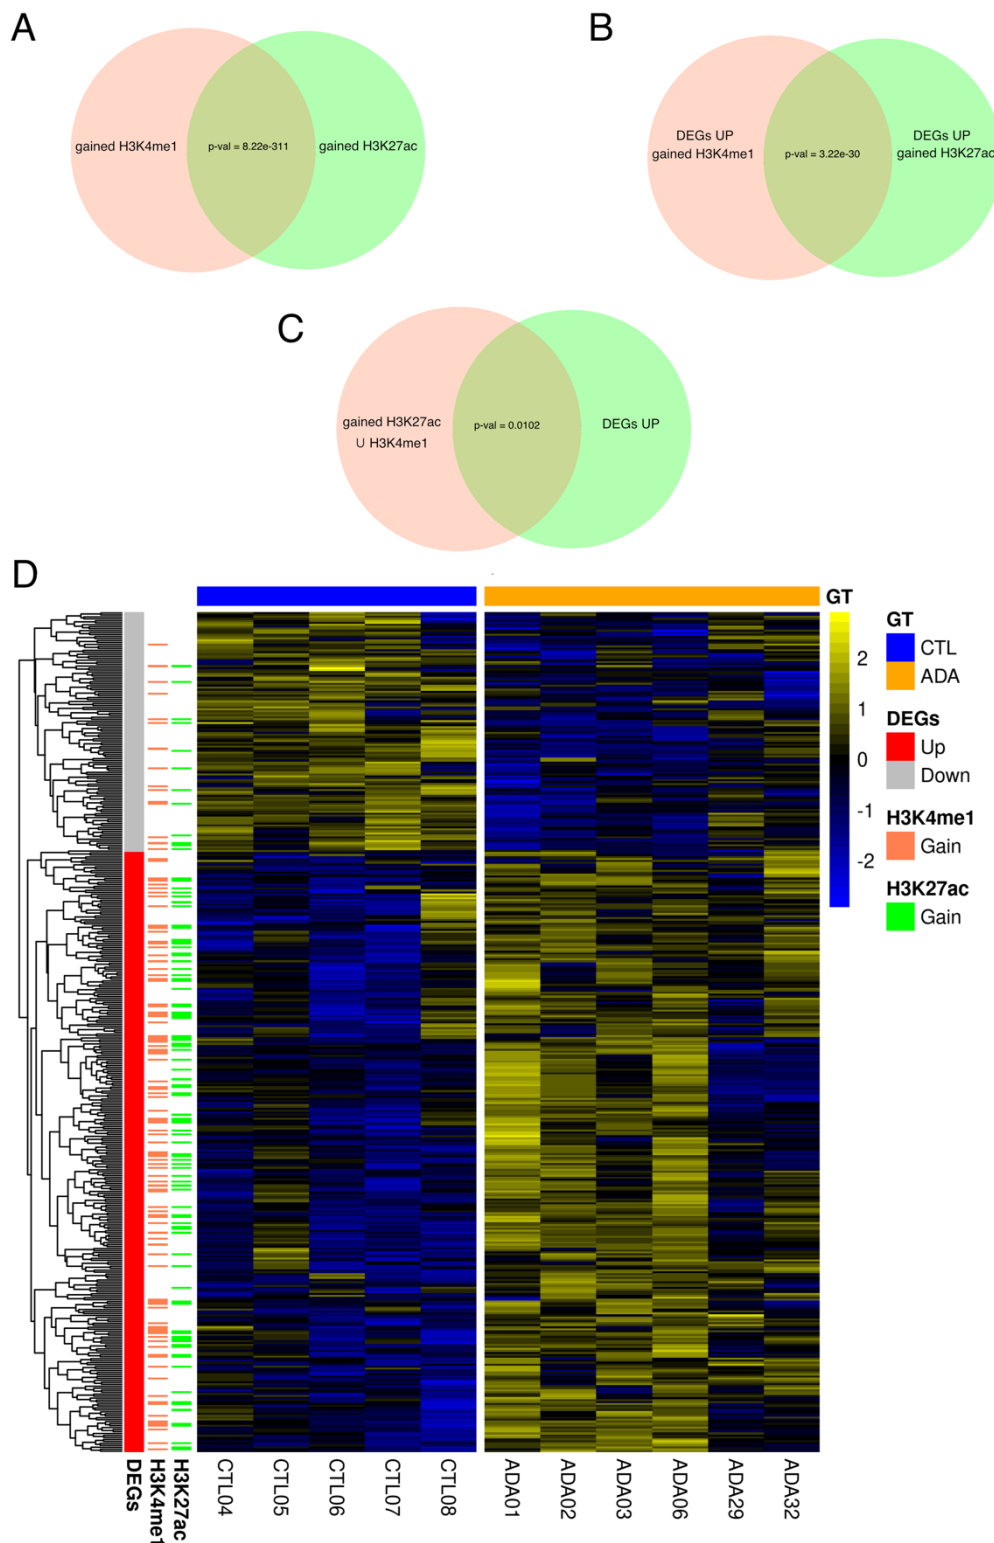 A
gained H3K4me1
p-val = 8.22e-311
gained H3K27ac
B
DEGs UP
gained H3K4me1
p-val = 3.22e-30
DEGs UP
gained H3K27ac
C
gained H3K27ac
∪ H3K4me1
p-val = 0.0102
DEGs UP
D
GT
2
1
0
-1
-2
GT
CTL
ADA
DEGs
Up
Down
H3K4me1
Gain
H3K27ac
Gain
DEGs
H3K4me1
H3K27ac
CTL04
CTL05
CTL06
CTL07
CTL08
ADA01
ADA02
ADA03
ADA06
ADA29
ADA32